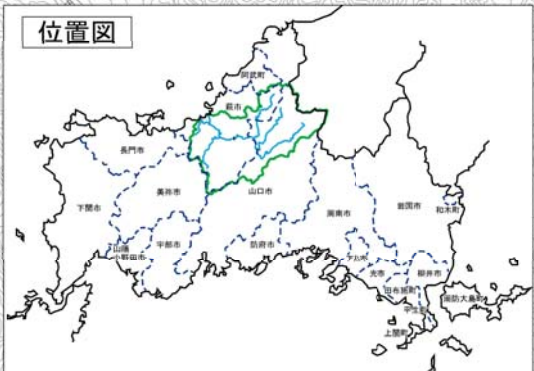 位置図
阿武町
萩市
長門市
美祢市
山口市
下関市
周南市
岩国市
和木町
山陽
小野田市
宇部市
防府市
下松市
光市
柳井市
田布施町
周防大島町
平生町
上関町